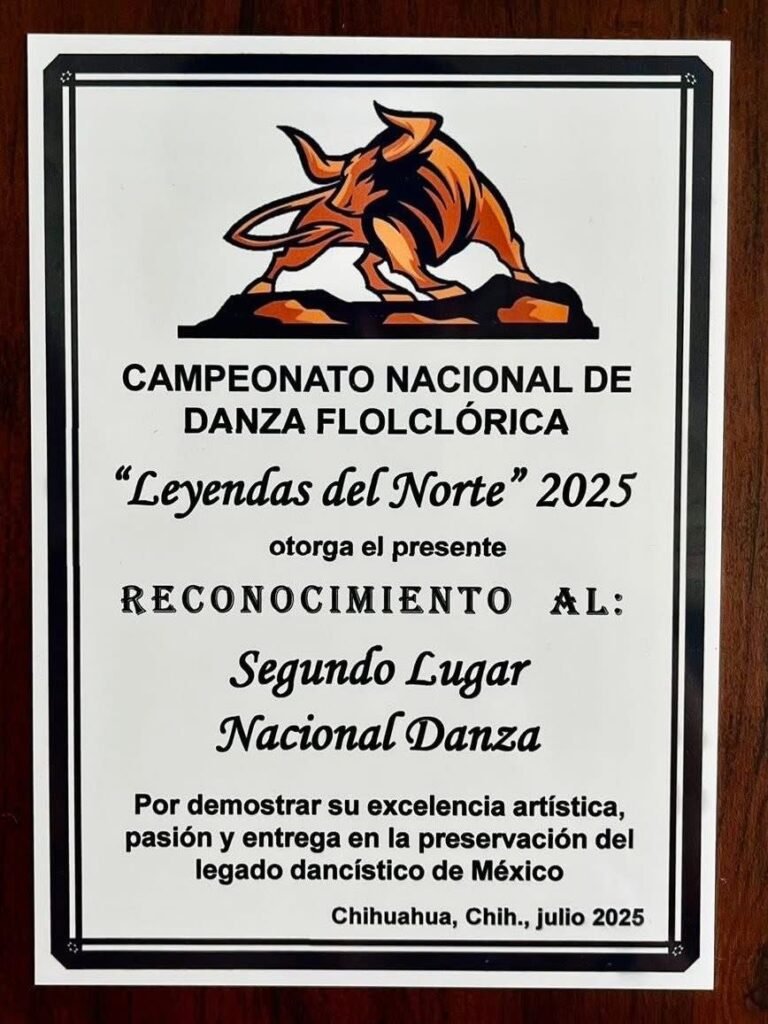 CAMPEONATO NACIONAL DE
DANZA FLOLCLÓRICA
“Leyendas del Norte” 2025
otorga el presente
RECONOCIMIENTO AL:
Segundo Lugar
Nacional Danza
Por demostrar su excelencia artística,
pasión y entrega en la preservación del
legado dancístico de México
Chihuahua, Chih., julio 2025